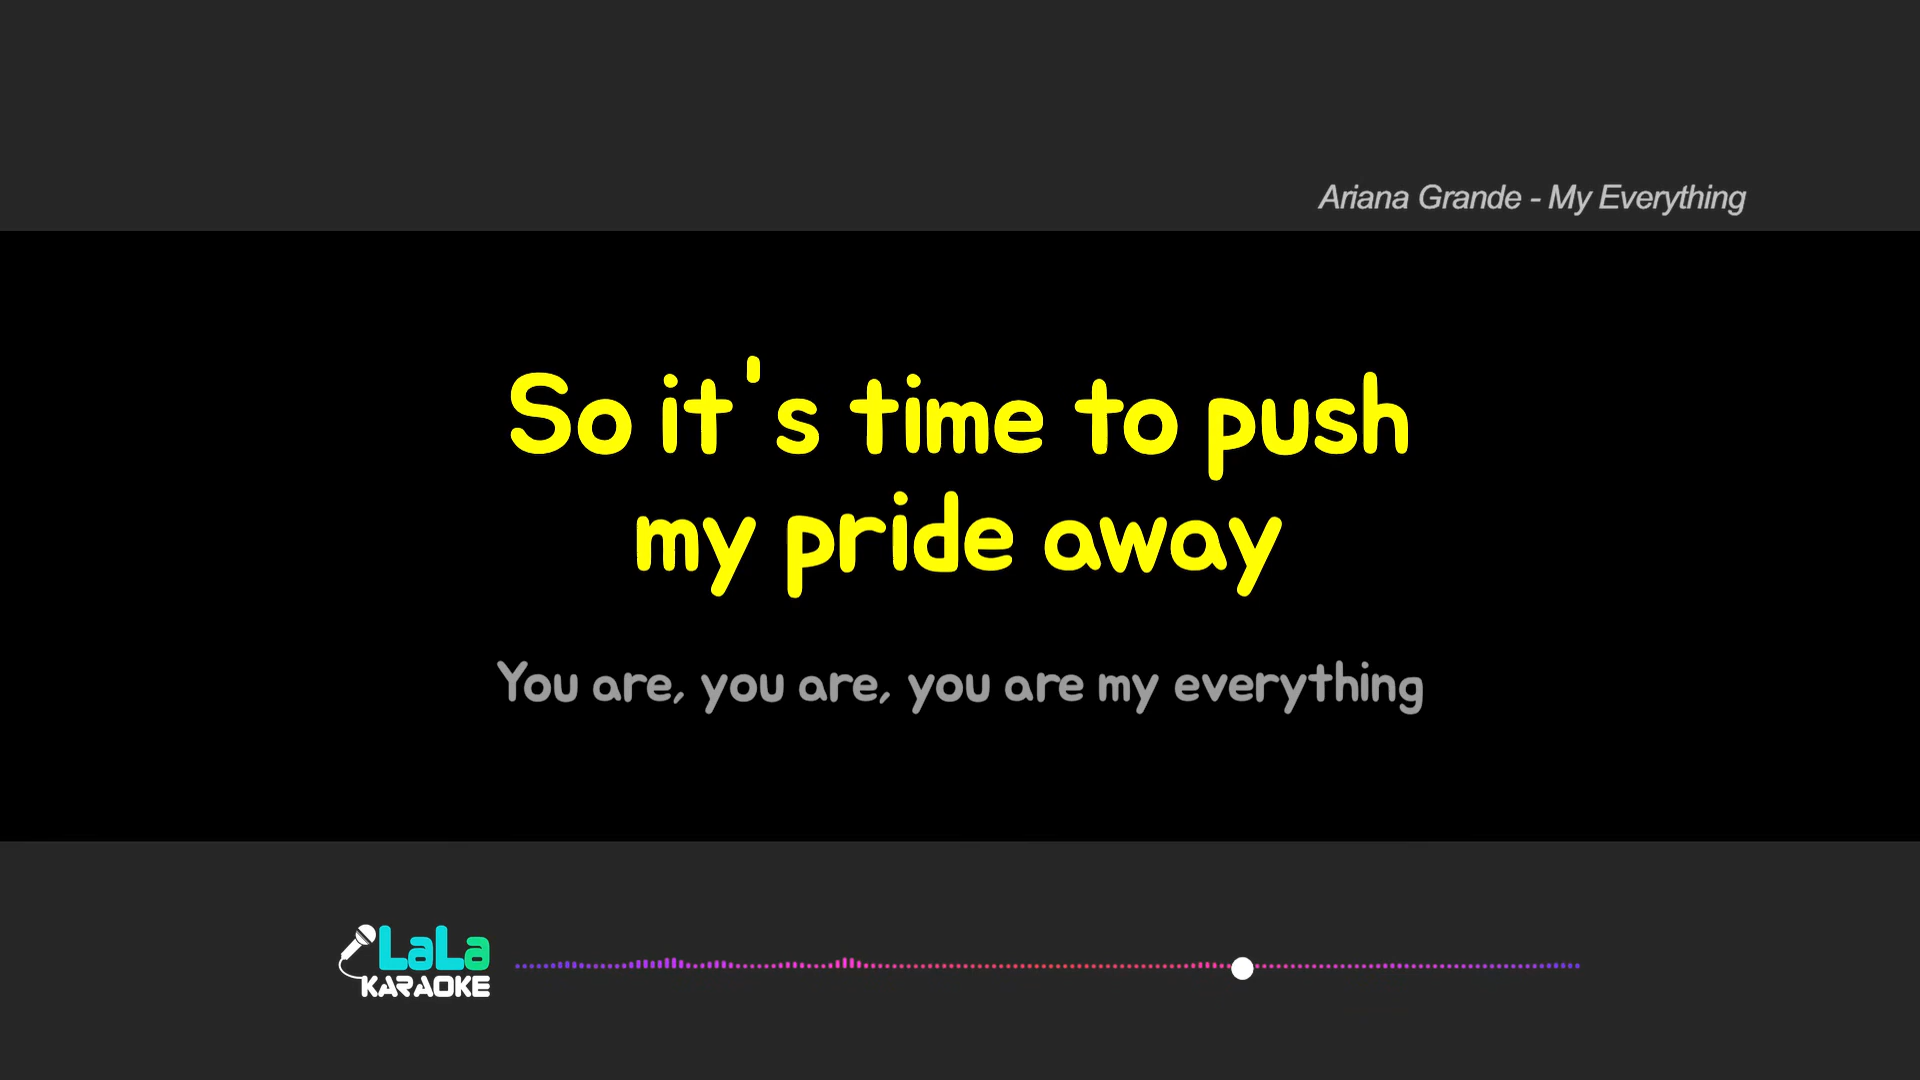 Ariana Grande - My Everything
So it's time to push
my pride away
You are, you are, you are my everything
LaLa
KARAOKE